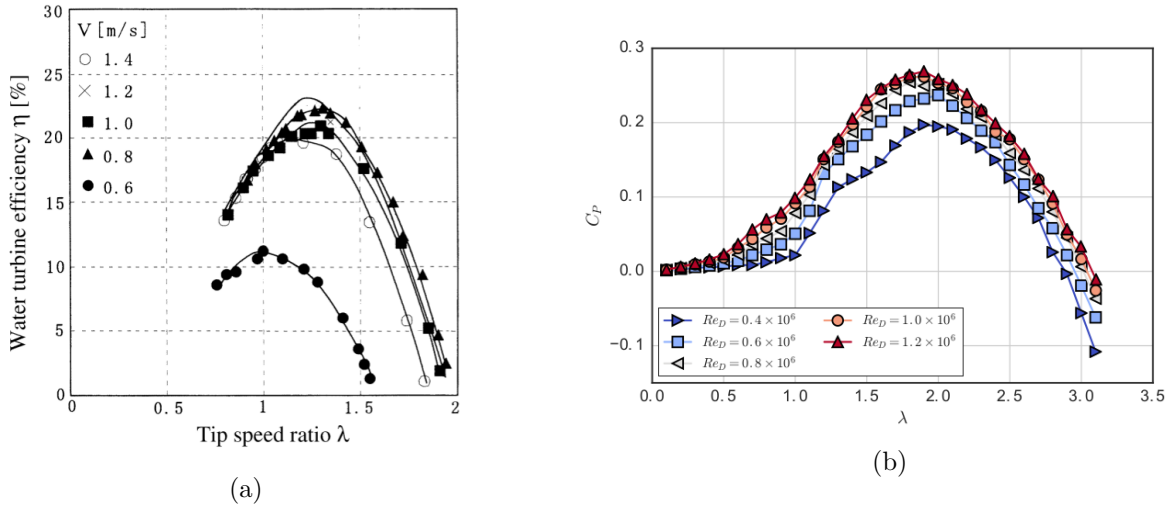 V [m/s]
1.4
1.2
1.0
0.8
0.6
30
25
20
15
10
5
0
0
0.5
1
1.5
2
Water turbine efficiency η [%]
Tip speed ratio λ
(a)
0.3
0.2
0.1
0.0
−0.1
0.0
0.5
1.0
1.5
2.0
2.5
3.0
3.5
C_P
λ
Re_D = 0.4 × 10^6
Re_D = 0.6 × 10^6
Re_D = 0.8 × 10^6
Re_D = 1.0 × 10^6
Re_D = 1.2 × 10^6
(b)